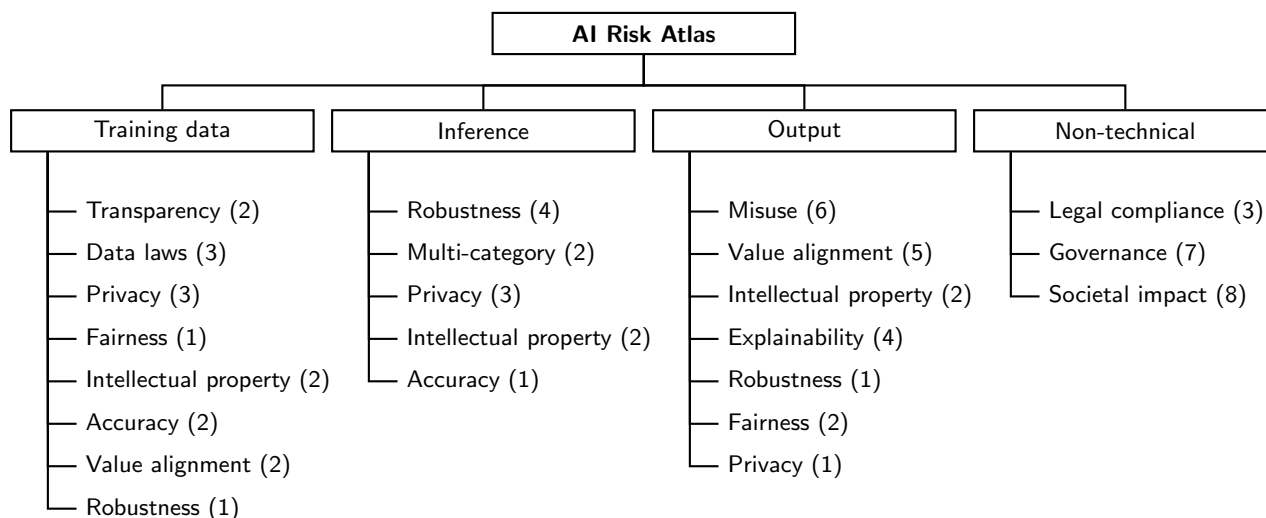 AI Risk Atlas
Training data
Transparency (2)
Data laws (3)
Privacy (3)
Fairness (1)
Intellectual property (2)
Accuracy (2)
Value alignment (2)
Robustness (1)
Inference
Robustness (4)
Multi-category (2)
Privacy (3)
Intellectual property (2)
Accuracy (1)
Output
Misuse (6)
Value alignment (5)
Intellectual property (2)
Explainability (4)
Robustness (1)
Fairness (2)
Privacy (1)
Non-technical
Legal compliance (3)
Governance (7)
Societal impact (8)